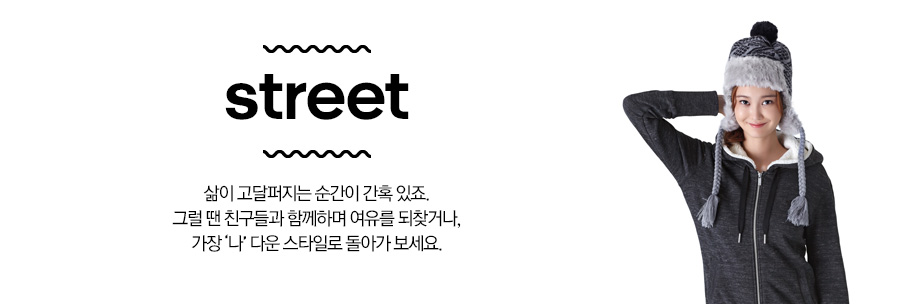 street
삶이 고달퍼지는 순간이 간혹 있죠.
그럴 땐 친구들과 함께하며 여유를 되찾거나,
가장 ‘나’ 다운 스타일로 돌아가 보세요.